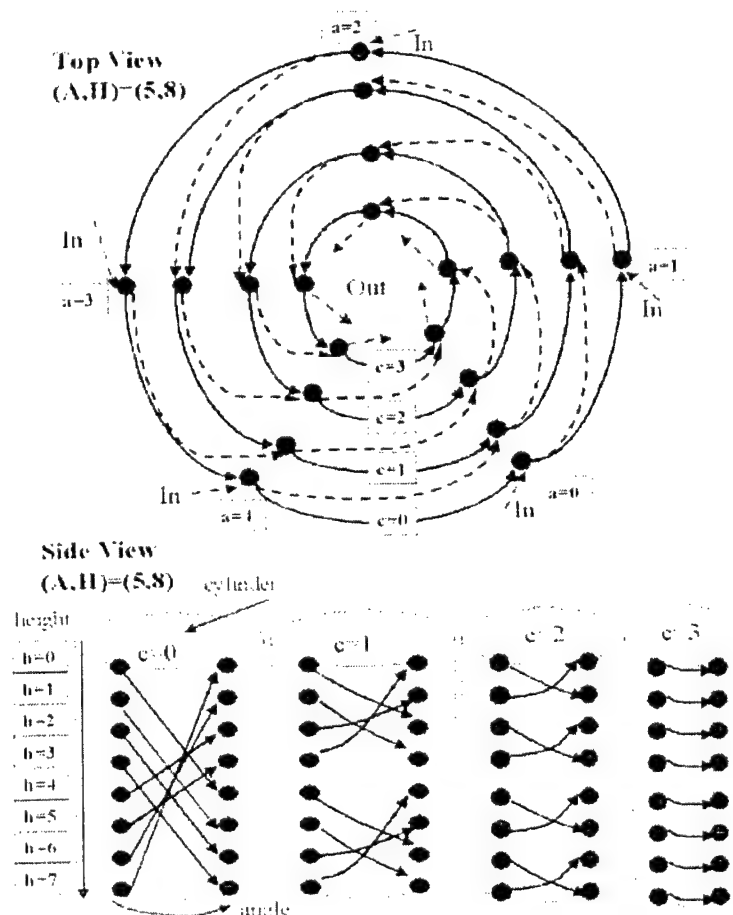 a=2
In
Top View
(A,H)=(5,8)
In
a=3
Out
a=1
In
c=3
c=2
c=1
In
a=4
c=0
In
a=0
Side View
(A,H)=(5,8)
cylinder
height
c=0
c=1
c=2
c=3
h=0
h=1
h=2
h=3
h=4
h=5
h=6
h=7
angle